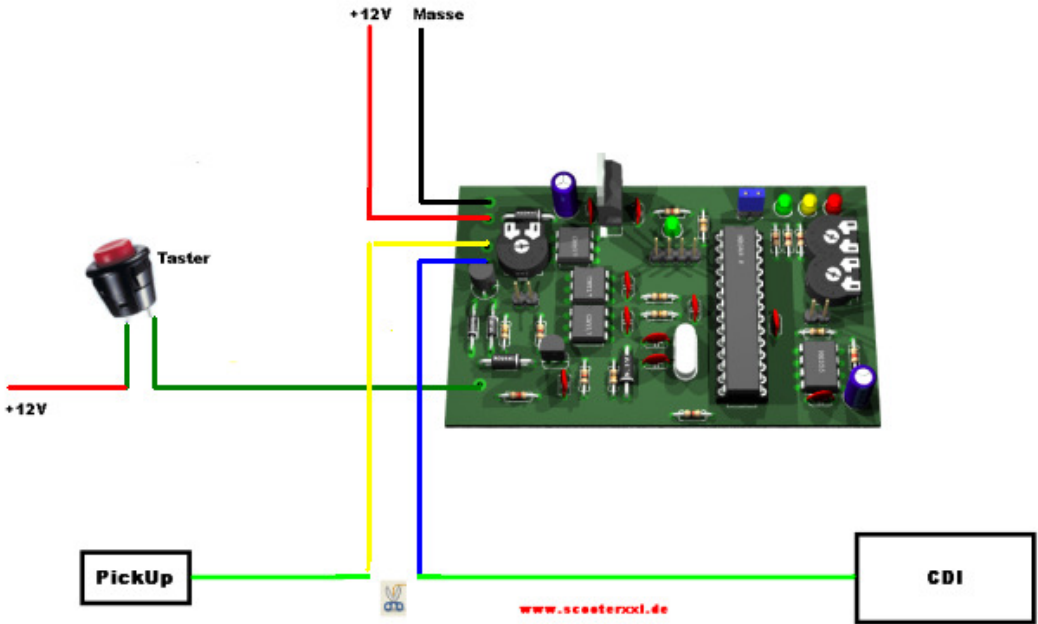 +12V Masse
Taster
+12V
PickUp
CDI
www.scooterxxl.de